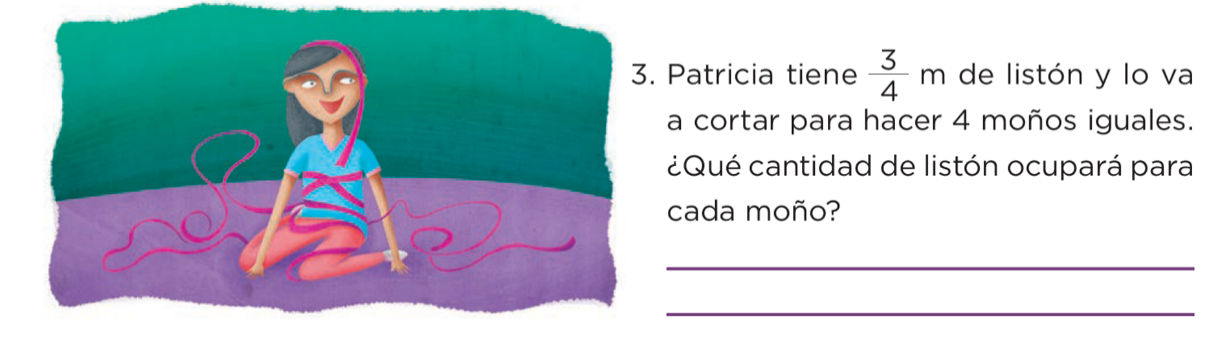 3. Patricia tiene 3/4 m de listón y lo va
a cortar para hacer 4 moños iguales.
¿Qué cantidad de listón ocupará para
cada moño?